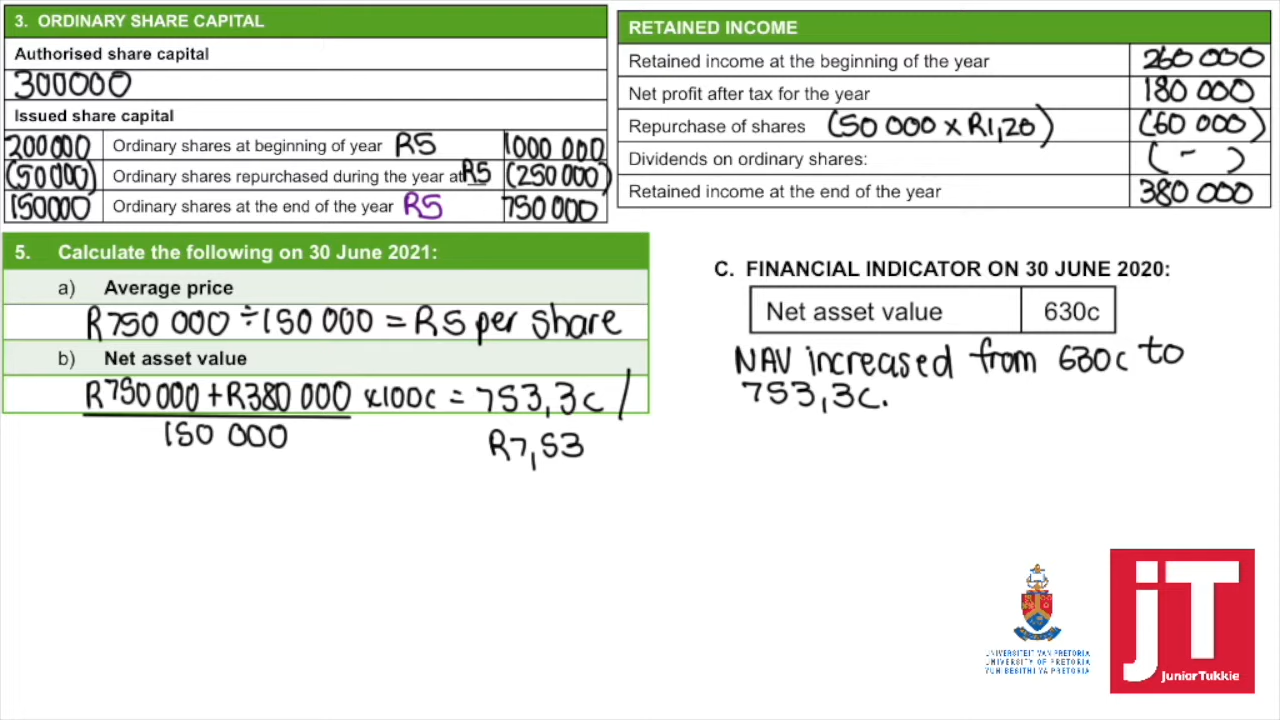 3. ORDINARY SHARE CAPITAL
Authorised share capital
300000
Issued share capital
200000 Ordinary shares at beginning of year R5 1000 000
(50000) Ordinary shares repurchased during the year at R5 (250 000)
150000 Ordinary shares at the end of the year R5 750 000
RETAINED INCOME
Retained income at the beginning of the year 260 000
Net profit after tax for the year 180 000
Repurchase of shares (50 000 x R1,20) (60 000)
Dividends on ordinary shares: ( - )
Retained income at the end of the year 380 000
5. Calculate the following on 30 June 2021:
a) Average price
R750 000 ÷ 150 000 = R5 per share
b) Net asset value
R750 000 + R380 000 x100c = 753,3c /
150 000
R7,53
C. FINANCIAL INDICATOR ON 30 JUNE 2020:
Net asset value 630c
NAV increased from 630c to
753,3c.
UNIVERSITEIT VAN PRETORIA
UNIVERSITY OF PRETORIA
YUNIBESITHI YA PRETORIA
jT
JuniorTukkie